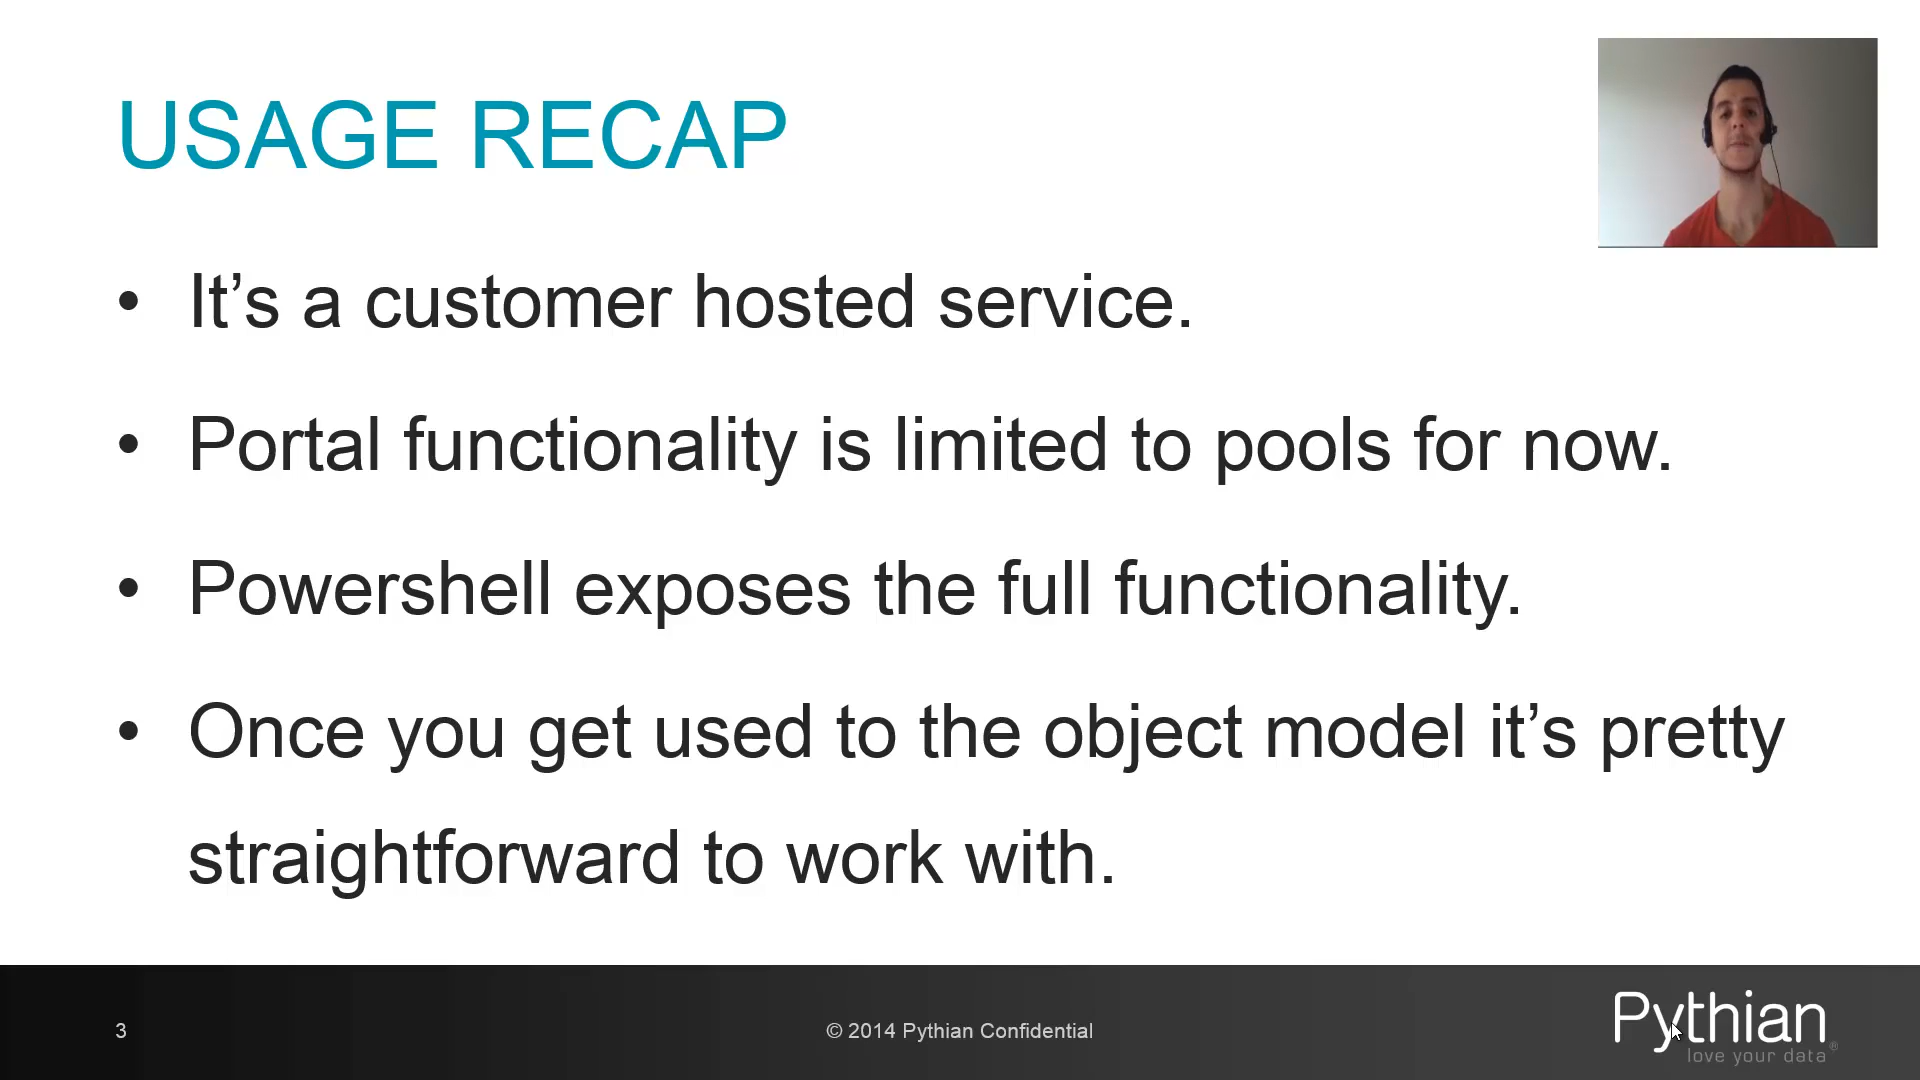 USAGE RECAP
• It’s a customer hosted service.
• Portal functionality is limited to pools for now.
• Powershell exposes the full functionality.
• Once you get used to the object model it’s pretty
straightforward to work with.
3
© 2014 Pythian Confidential
Pythian
love your data®